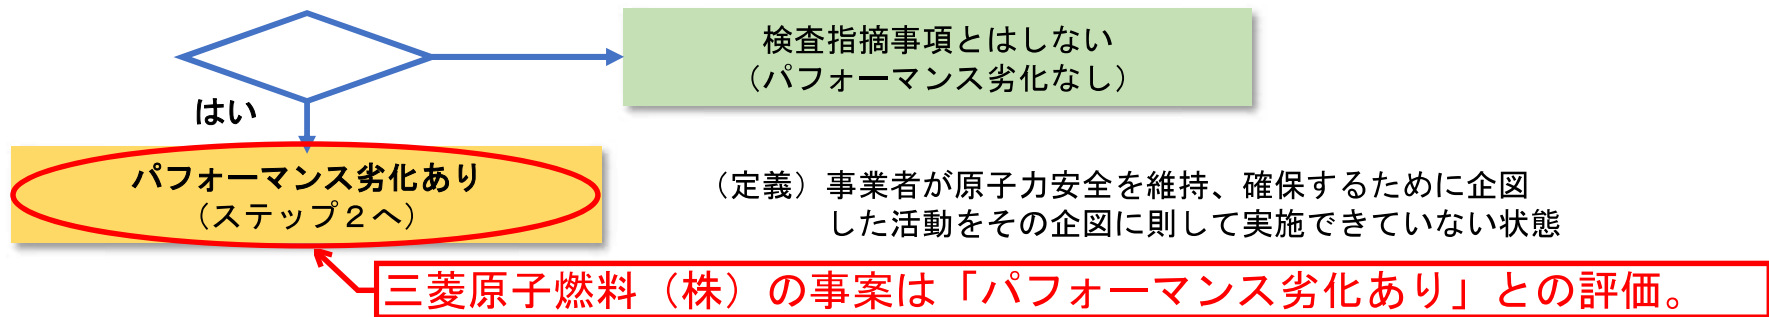 検査指摘事項とはしない
（パフォーマンス劣化なし）
はい
パフォーマンス劣化あり
（ステップ２へ）
（定義）事業者が原子力安全を維持、確保するために企図
した活動をその企図に則して実施できていない状態
三菱原子燃料（株）の事案は「パフォーマンス劣化あり」との評価。